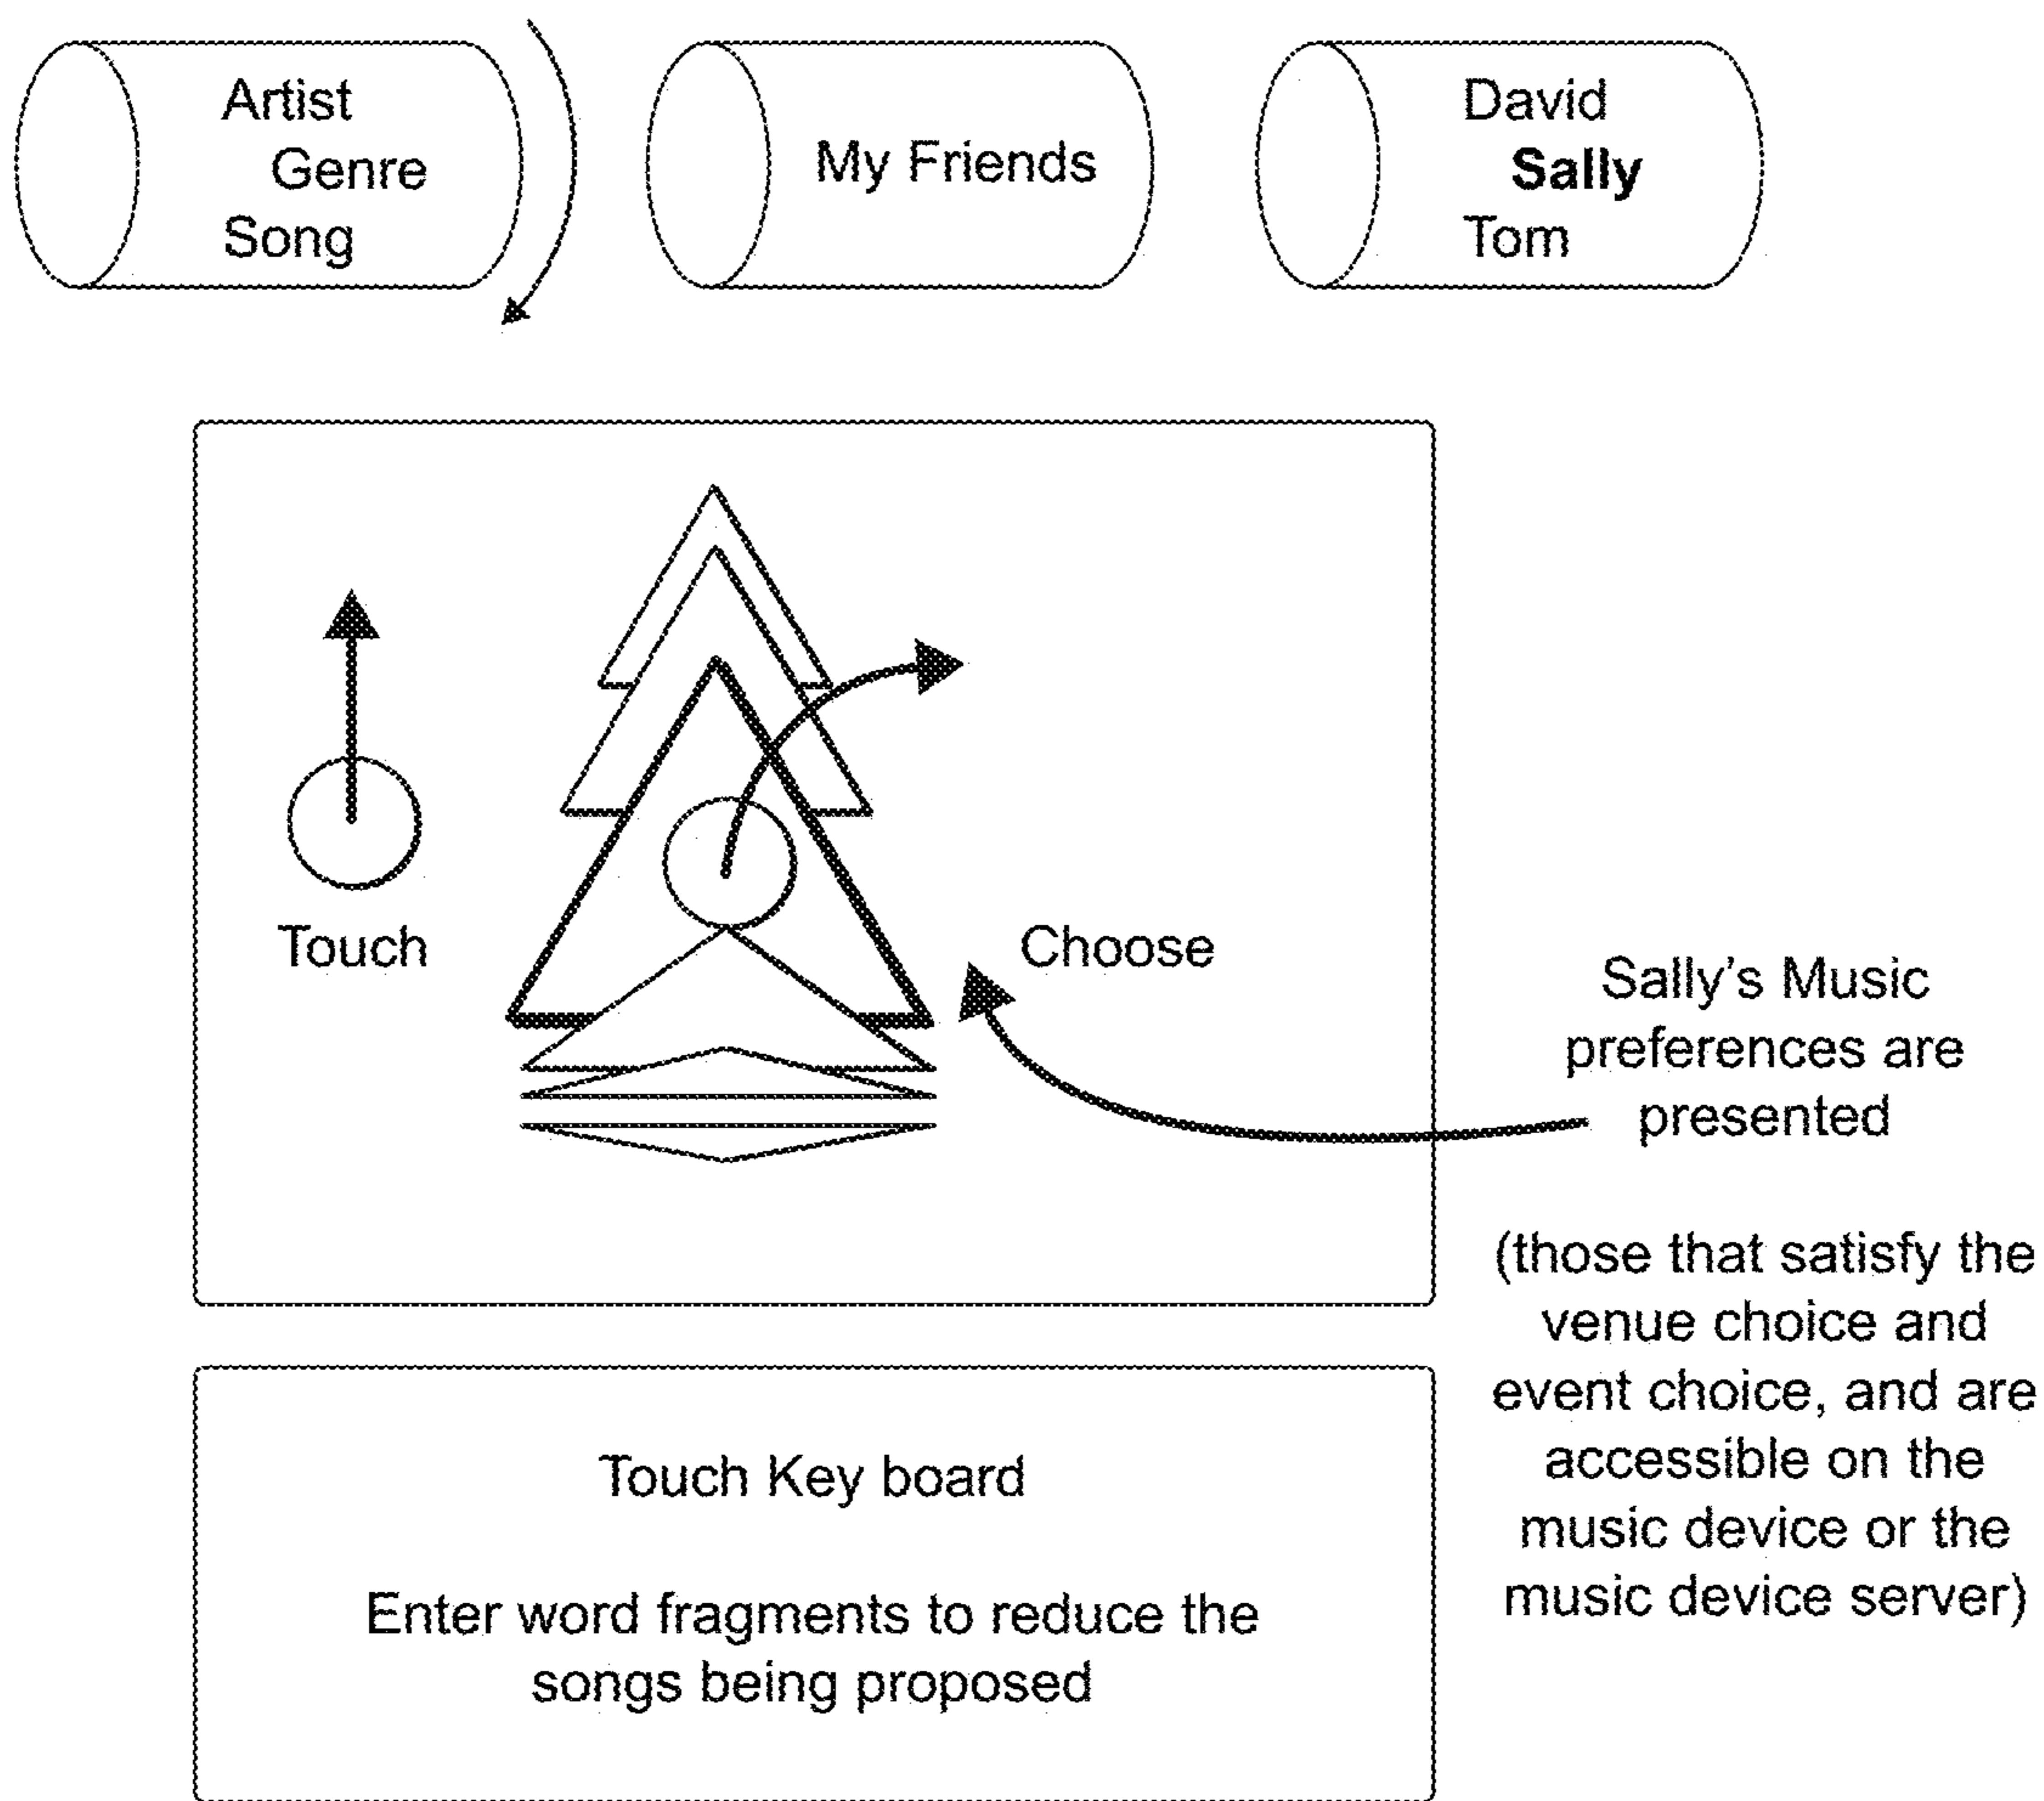 Artist
Genre
Song
My Friends
David
Sally
Tom
Touch
Choose
Sally's Music
preferences are
presented
(those that satisfy the
venue choice and
event choice, and are
accessible on the
music device or the
music device server)
Touch Key board
Enter word fragments to reduce the
songs being proposed